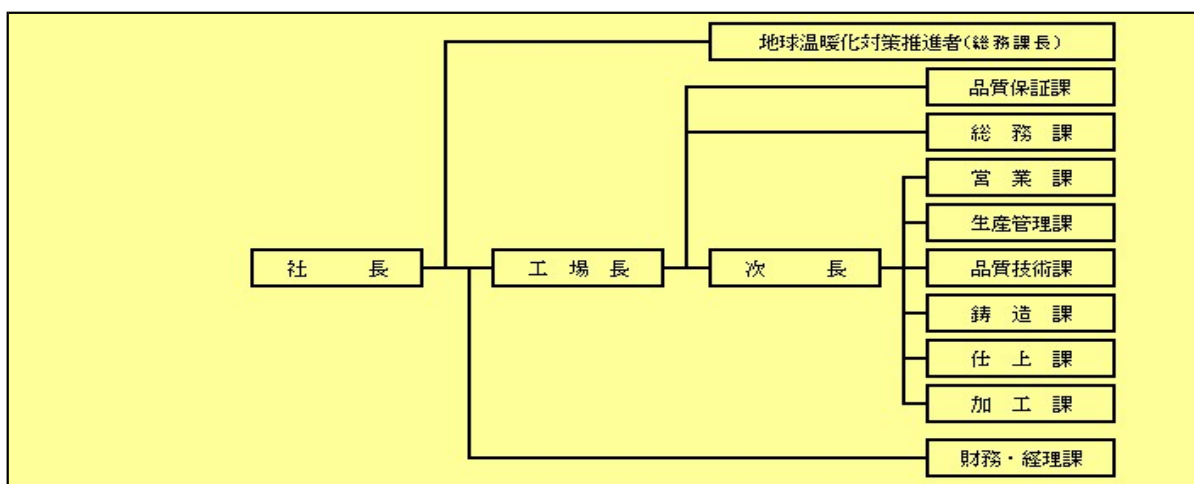 地球温暖化対策推進者(総務課長)
品質保証課
総務課
営業課
生産管理課
社長
工場長
次長
品質技術課
鋳造課
仕上課
加工課
財務・経理課